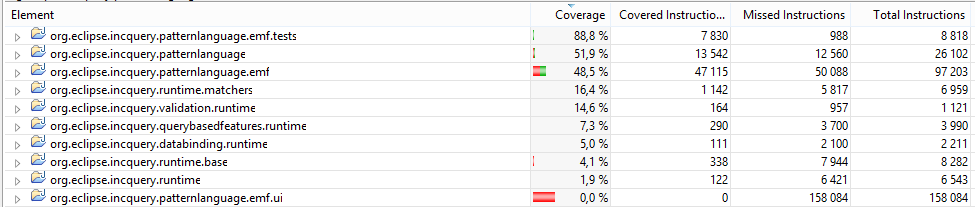 Element Coverage Covered Instructio... Missed Instructions Total Instructions
org.eclipse.incquery.patternlanguage.emf.tests 88,8 % 7 830 988 8 818
org.eclipse.incquery.patternlanguage 51,9 % 13 542 12 560 26 102
org.eclipse.incquery.patternlanguage.emf 48,5 % 47 115 50 088 97 203
org.eclipse.incquery.runtime.matchers 16,4 % 1 142 5 817 6 959
org.eclipse.incquery.validation.runtime 14,6 % 164 957 1 121
org.eclipse.incquery.querybasedfeatures.runtime 7,3 % 290 3 700 3 990
org.eclipse.incquery.databinding.runtime 5,0 % 111 2 100 2 211
org.eclipse.incquery.runtime.base 4,1 % 338 7 944 8 282
org.eclipse.incquery.runtime 1,9 % 122 6 421 6 543
org.eclipse.incquery.patternlanguage.emf.ui 0,0 % 0 158 084 158 084